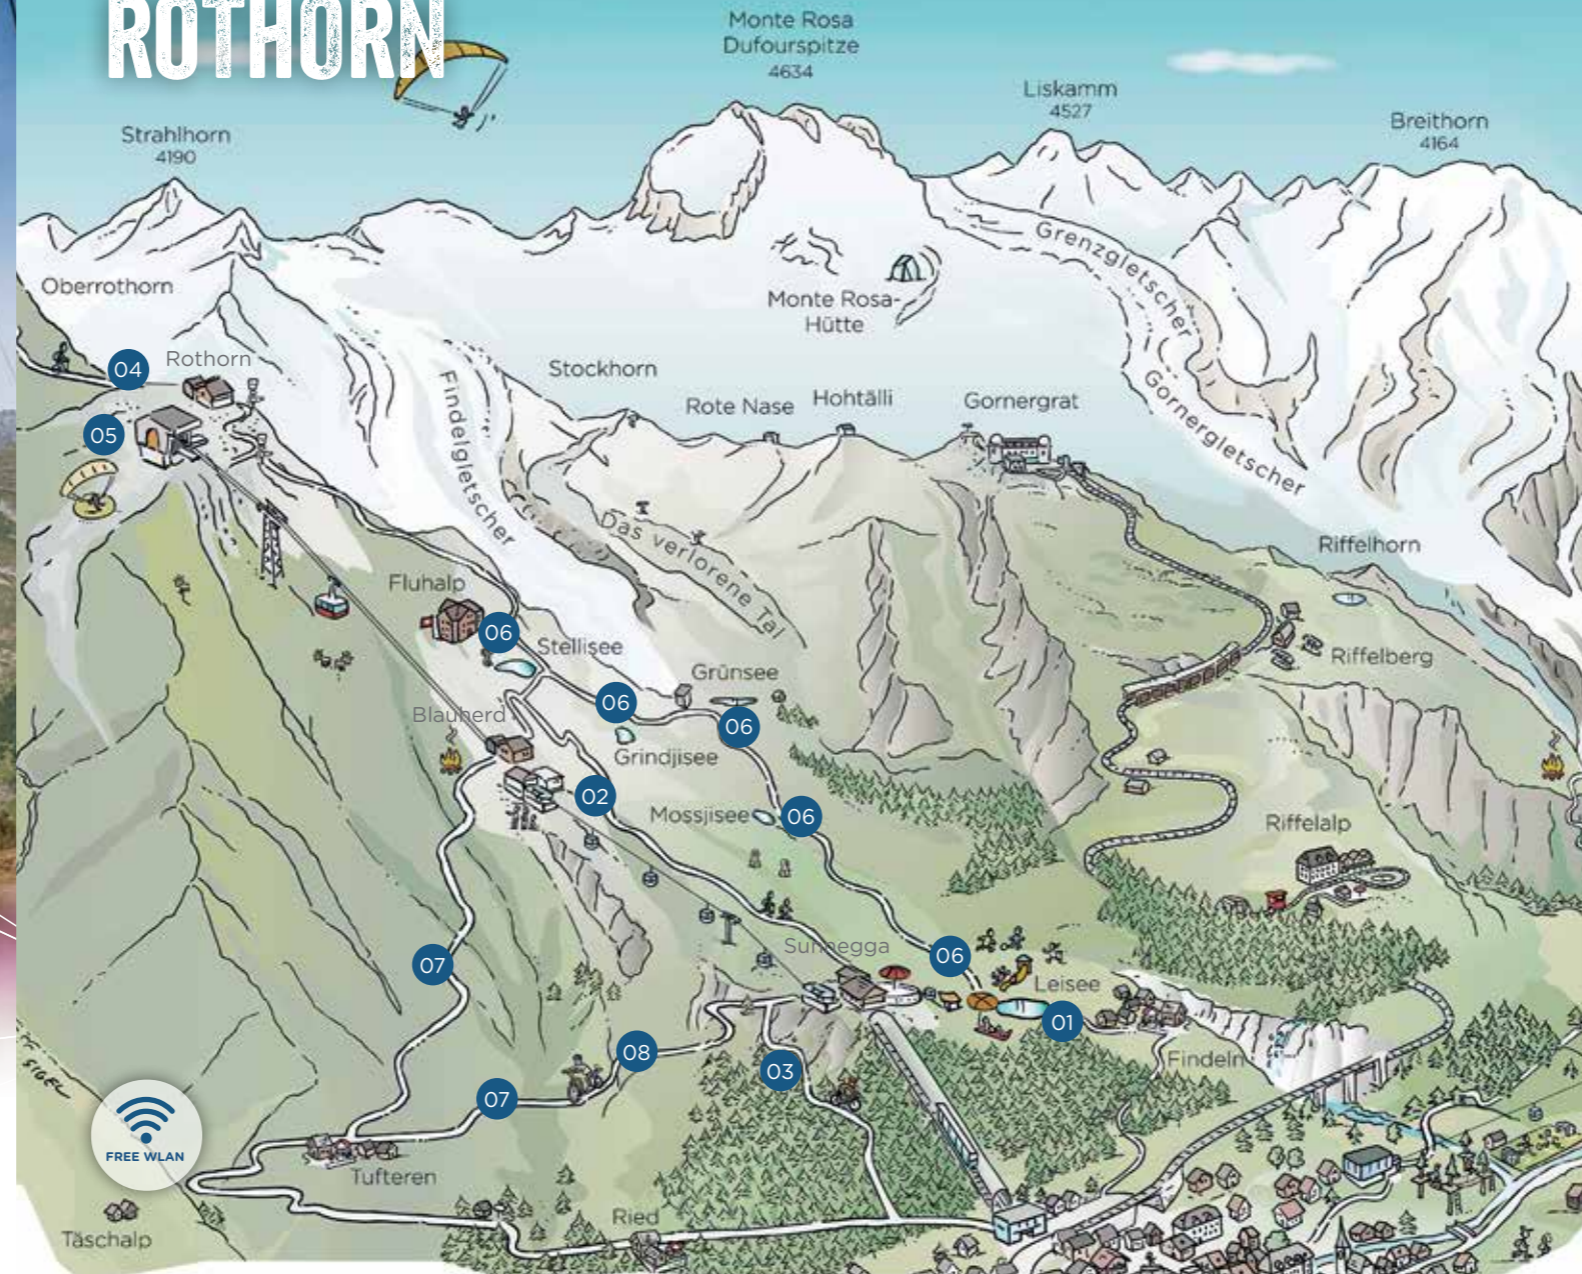 ROTHORN
Monte Rosa
Dufourspitze
4634
Liskamm
4527
Breithorn
4164
Strahlhorn
4190
Grenzgletscher
Oberrothorn
Monte Rosa-
Hütte
04
Rothorn
Stockhorn
Findelgletscher
Rote Nase
Hohtälli
Gornergrat
Gornergletscher
05
Das verlorene Tal
Riffelhorn
Fluhalp
06
Stellisee
Grünsee
Riffelberg
06
06
Blauherd
Grindjisee
02
Mossjisee
06
Riffelalp
07
Sunnegga
06
Leisee
01
08
03
Findeln
07
SIGEL
FREE WLAN
Tufteren
Ried
Täschalp